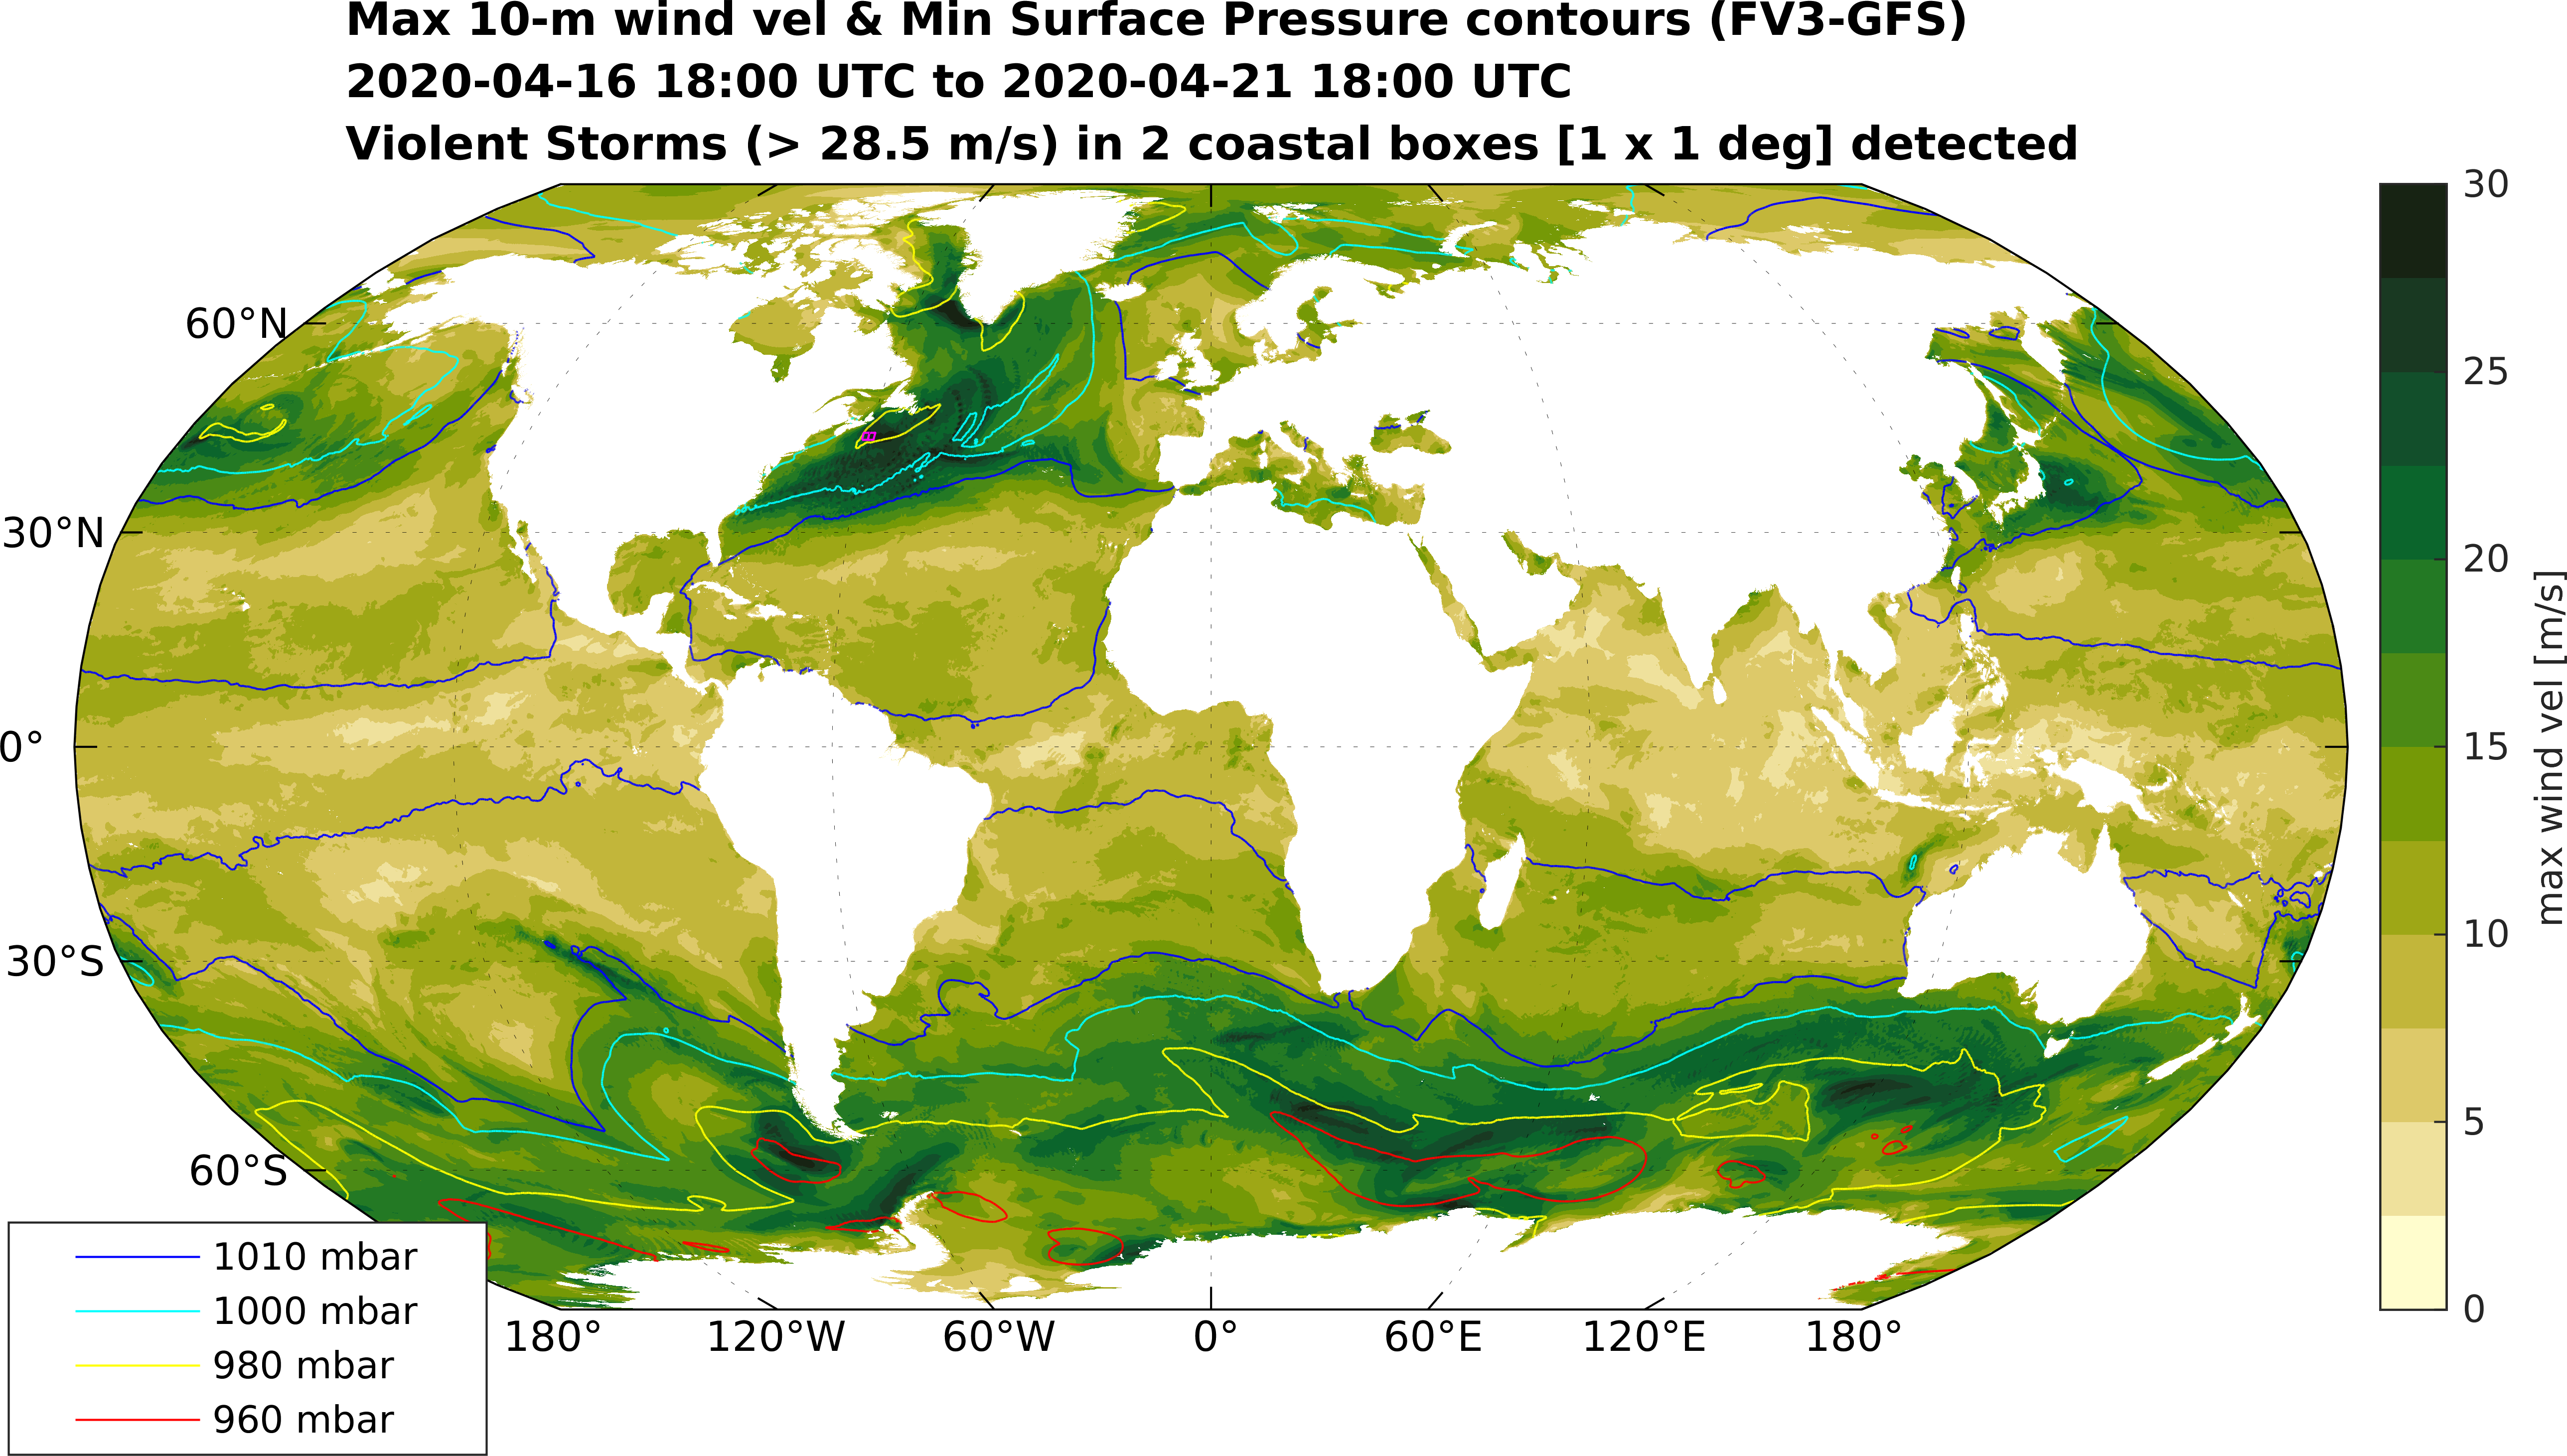 Max 10-m wind vel & Min Surface Pressure contours (FV3-GFS)
2020-04-16 18:00 UTC to 2020-04-21 18:00 UTC
Violent Storms (> 28.5 m/s) in 2 coastal boxes [1 x 1 deg] detected
60°N
30°N
0°
30°S
60°S
180°
120°W
60°W
0°
60°E
120°E
180°
1010 mbar
1000 mbar
980 mbar
960 mbar
30
25
20
15
10
5
0
max wind vel [m/s]